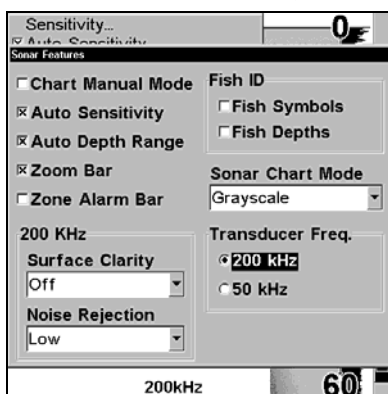 Sensitivity...
0
Auto Sensitivity
Sonar Features
Chart Manual Mode
Auto Sensitivity
Auto Depth Range
Zoom Bar
Zone Alarm Bar
Fish ID
Fish Symbols
Fish Depths
Sonar Chart Mode
Grayscale
200 KHz
Surface Clarity
Off
Noise Rejection
Low
Transducer Freq.
200 kHz
50 kHz
200kHz
60